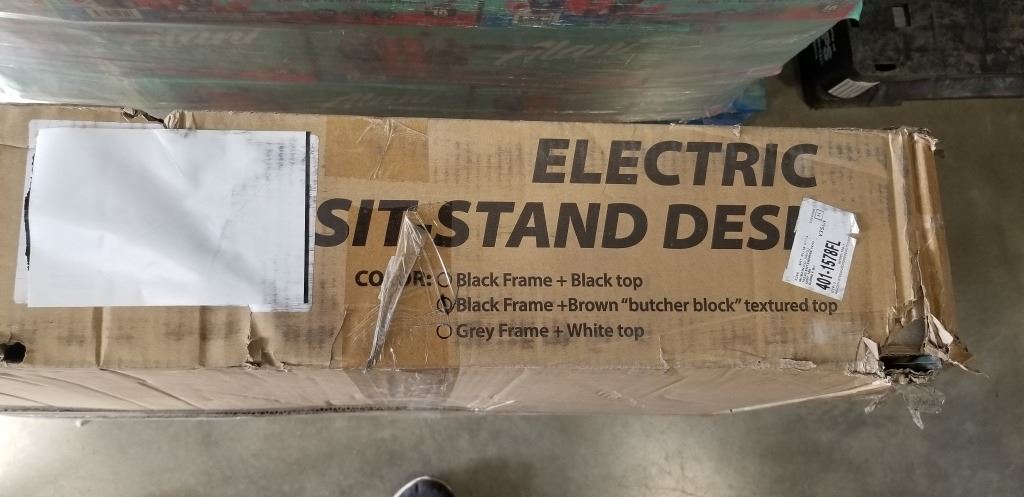 ELECTRIC
SIT-STAND DES
COLOR: Black Frame + Black top
Black Frame +Brown "butcher block" textured top
Grey Frame + White top
401-1578FL